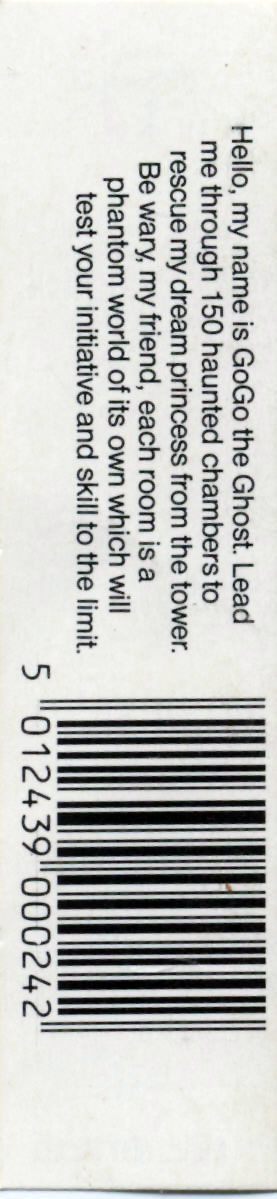 Hello, my name is GoGo the Ghost. Lead
me through 150 haunted chambers to
rescue my dream princess from the tower.
Be wary, my friend, each room is a
phantom world of its own which will
test your initiative and skill to the limit.
5 012439 000242